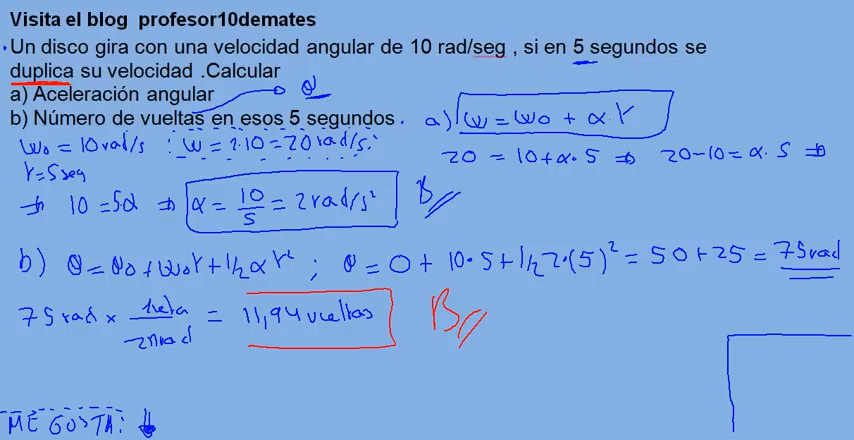 Visita el blog profesor10demates
Un disco gira con una velocidad angular de 10 rad/seg , si en 5 segundos se
duplica su velocidad .Calcular
a) Aceleración angular
θ
b) Número de vueltas en esos 5 segundos.
a) ω = ω0 + α·t
ω0 = 10 rad/s ; ω = 2·10 = 20 rad/s.
t = 5 seg
20 = 10 + α·5 ⇒ 20-10 = α·5 ⇒
⇒ 10 = 5α ⇒ α = 10/5 = 2 rad/s² B
b) θ = θ0 + ω0t + 1/2 αt² ; θ = 0 + 10·5 + 1/2 2·(5)² = 50 + 25 = 75 rad
75 rad × 1 vuelta/2π rad = 11,94 vueltas B
ME GUSTA: ↓